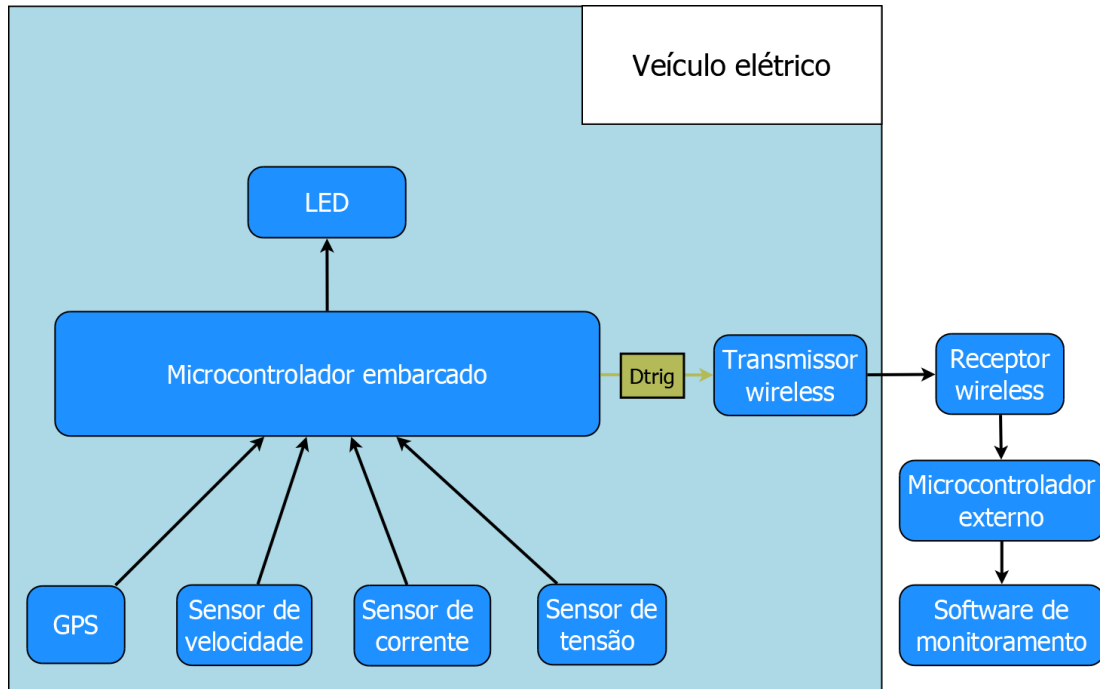 Veículo elétrico
LED
Microcontrolador embarcado
Dtrig
Transmissor
wireless
Receptor
wireless
Microcontrolador
externo
GPS
Sensor de
velocidade
Sensor de
corrente
Sensor de
tensão
Software de
monitoramento